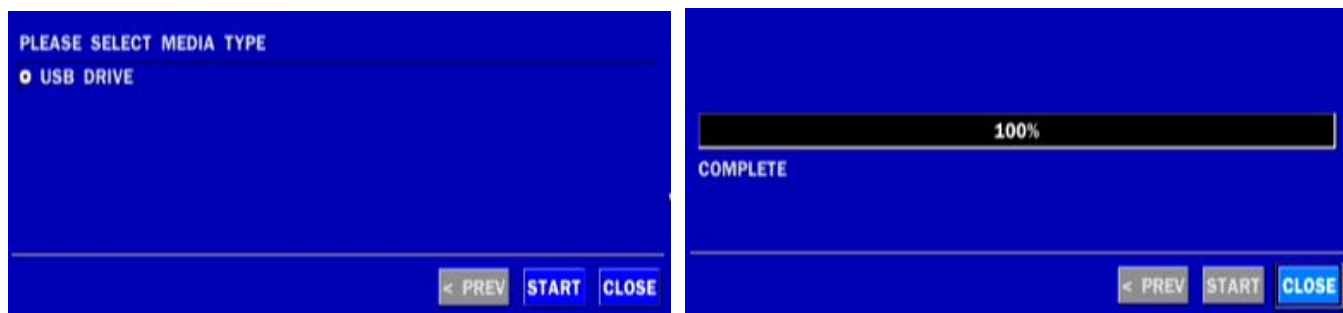 PLEASE SELECT MEDIA TYPE
USB DRIVE
< PREV START CLOSE
100%
COMPLETE
< PREV START CLOSE